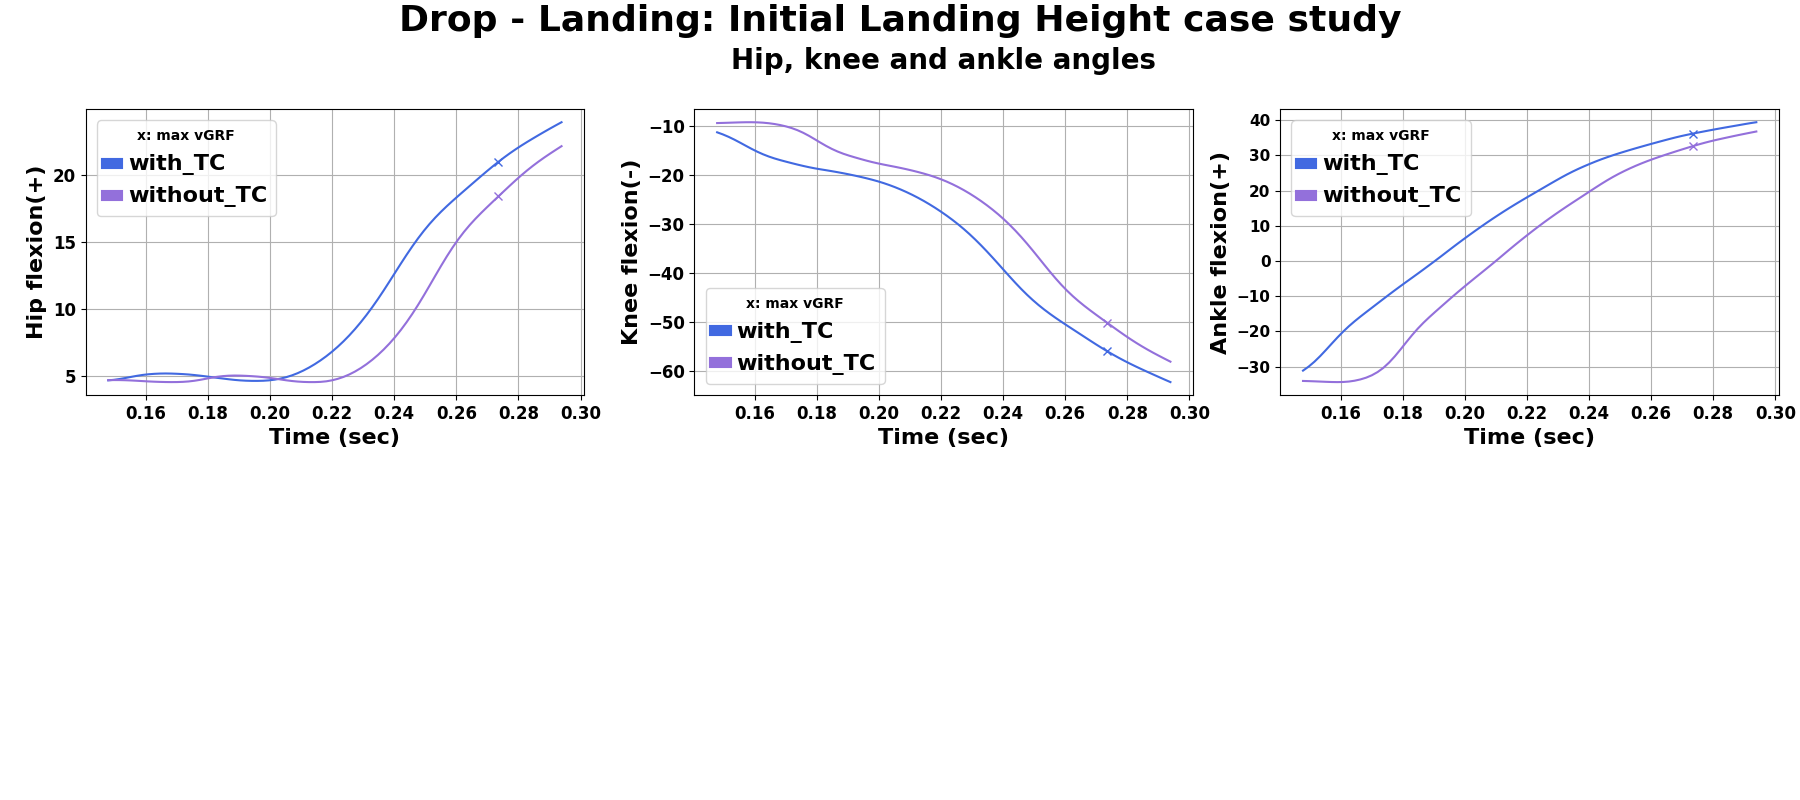 Drop - Landing: Initial Landing Height case study
Hip, knee and ankle angles
Hip flexion(+)
20
15
10
5
x: max vGRF
with_TC
without_TC
0.16 0.18 0.20 0.22 0.24 0.26 0.28 0.30
Time (sec)
Knee flexion(-)
−10
−20
−30
−40
−50
−60
x: max vGRF
with_TC
without_TC
0.16 0.18 0.20 0.22 0.24 0.26 0.28 0.30
Time (sec)
Ankle flexion(+)
40
30
20
10
0
−10
−20
−30
x: max vGRF
with_TC
without_TC
0.16 0.18 0.20 0.22 0.24 0.26 0.28 0.30
Time (sec)